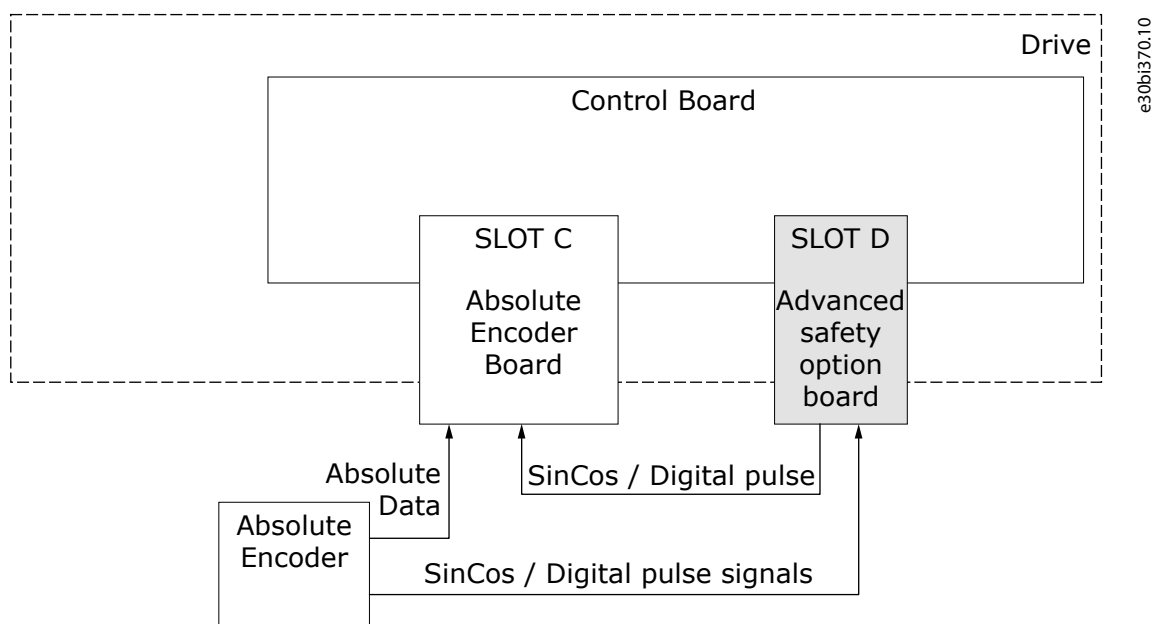 Drive
e30bi370.10
Control Board
SLOT C
Absolute
Encoder
Board
SLOT D
Advanced
safety
option
board
Absolute
Data
SinCos / Digital pulse
Absolute
Encoder
SinCos / Digital pulse signals